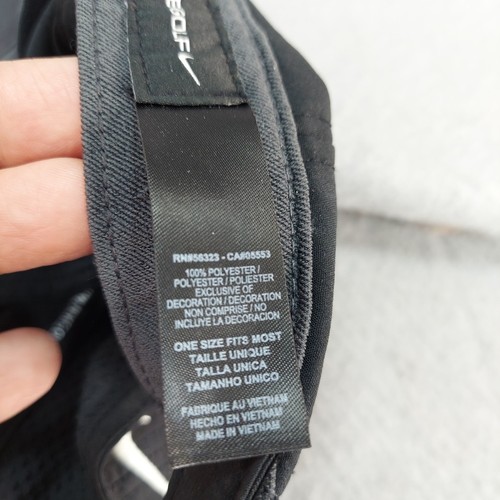 GOLF
RN#56323 - CA#05553
100% POLYESTER /
POLYESTER / POLIESTER
EXCLUSIVE OF
DECORATION / DECORATION
NON COMPRISE / NO
INCLUYE LA DECORACION
ONE SIZE FITS MOST
TAILLE UNIQUE
TALLA UNICA
TAMANHO UNICO
FABRIQUE AU VIETNAM
HECHO EN VIETNAM
MADE IN VIETNAM